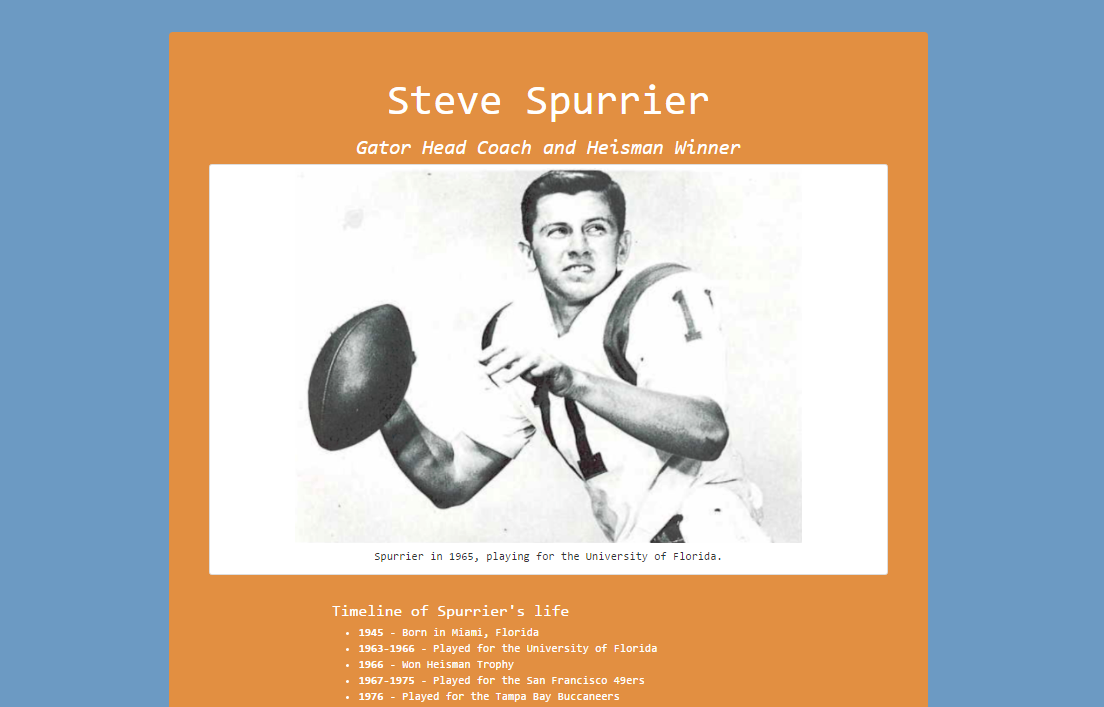 Steve Spurrier
Gator Head Coach and Heisman Winner
11
Spurrier in 1965, playing for the University of Florida.
Timeline of Spurrier's life
• 1945 - Born in Miami, Florida
• 1963-1966 - Played for the University of Florida
• 1966 - Won Heisman Trophy
• 1967-1975 - Played for the San Francisco 49ers
• 1976 - Played for the Tampa Bay Buccaneers